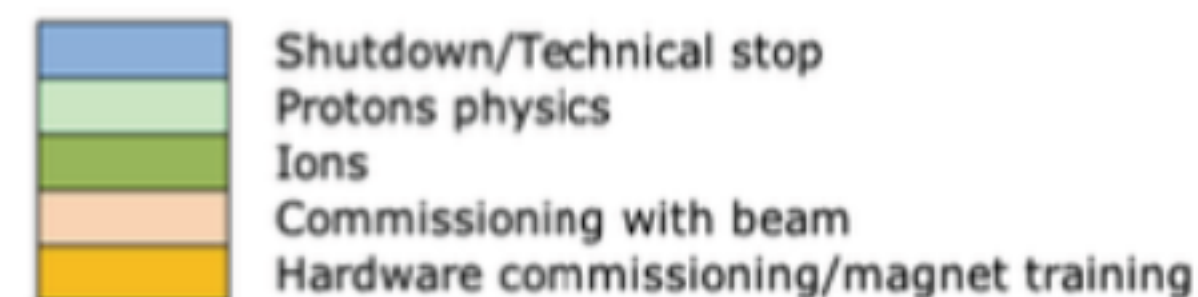 Shutdown/Technical stop
Protons physics
Ions
Commissioning with beam
Hardware commissioning/magnet training